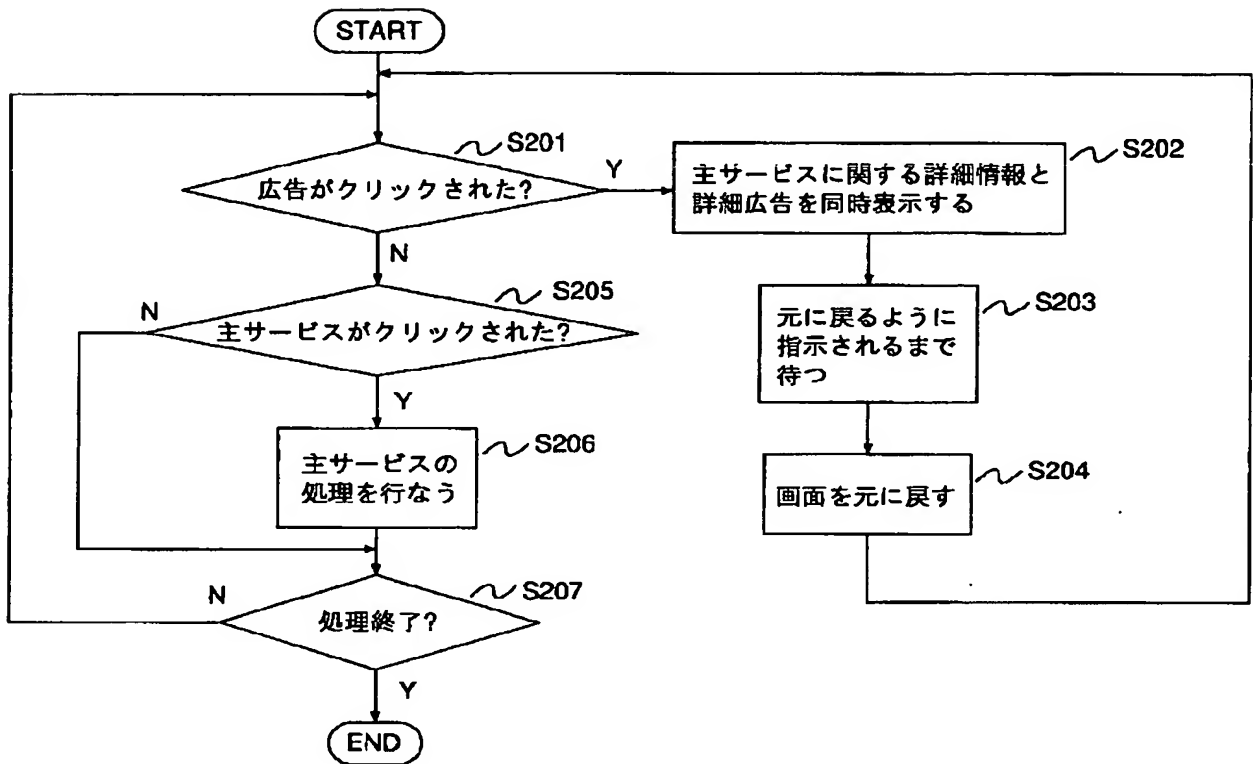 START
S201
広告がクリックされた?
Y
S202
主サービスに関する詳細情報と
詳細広告を同時表示する
N
S203
元に戻るように
指示されるまで
待つ
S205
N
主サービスがクリックされた?
Y
S204
画面を元に戻す
S206
主サービスの
処理を行なう
S207
N
処理終了?
Y
END